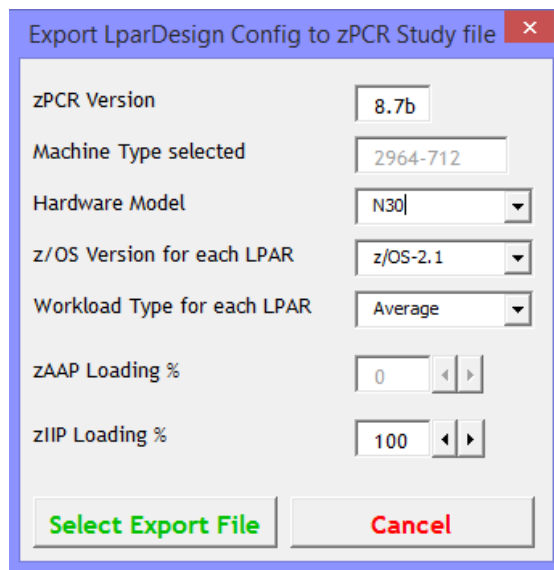 Export LparDesign Config to zPCR Study file
zPCR Version 8.7b
Machine Type selected 2964-712
Hardware Model N30
z/OS Version for each LPAR z/OS-2.1
Workload Type for each LPAR Average
zAAP Loading % 0
zIIP Loading % 100
Select Export File Cancel